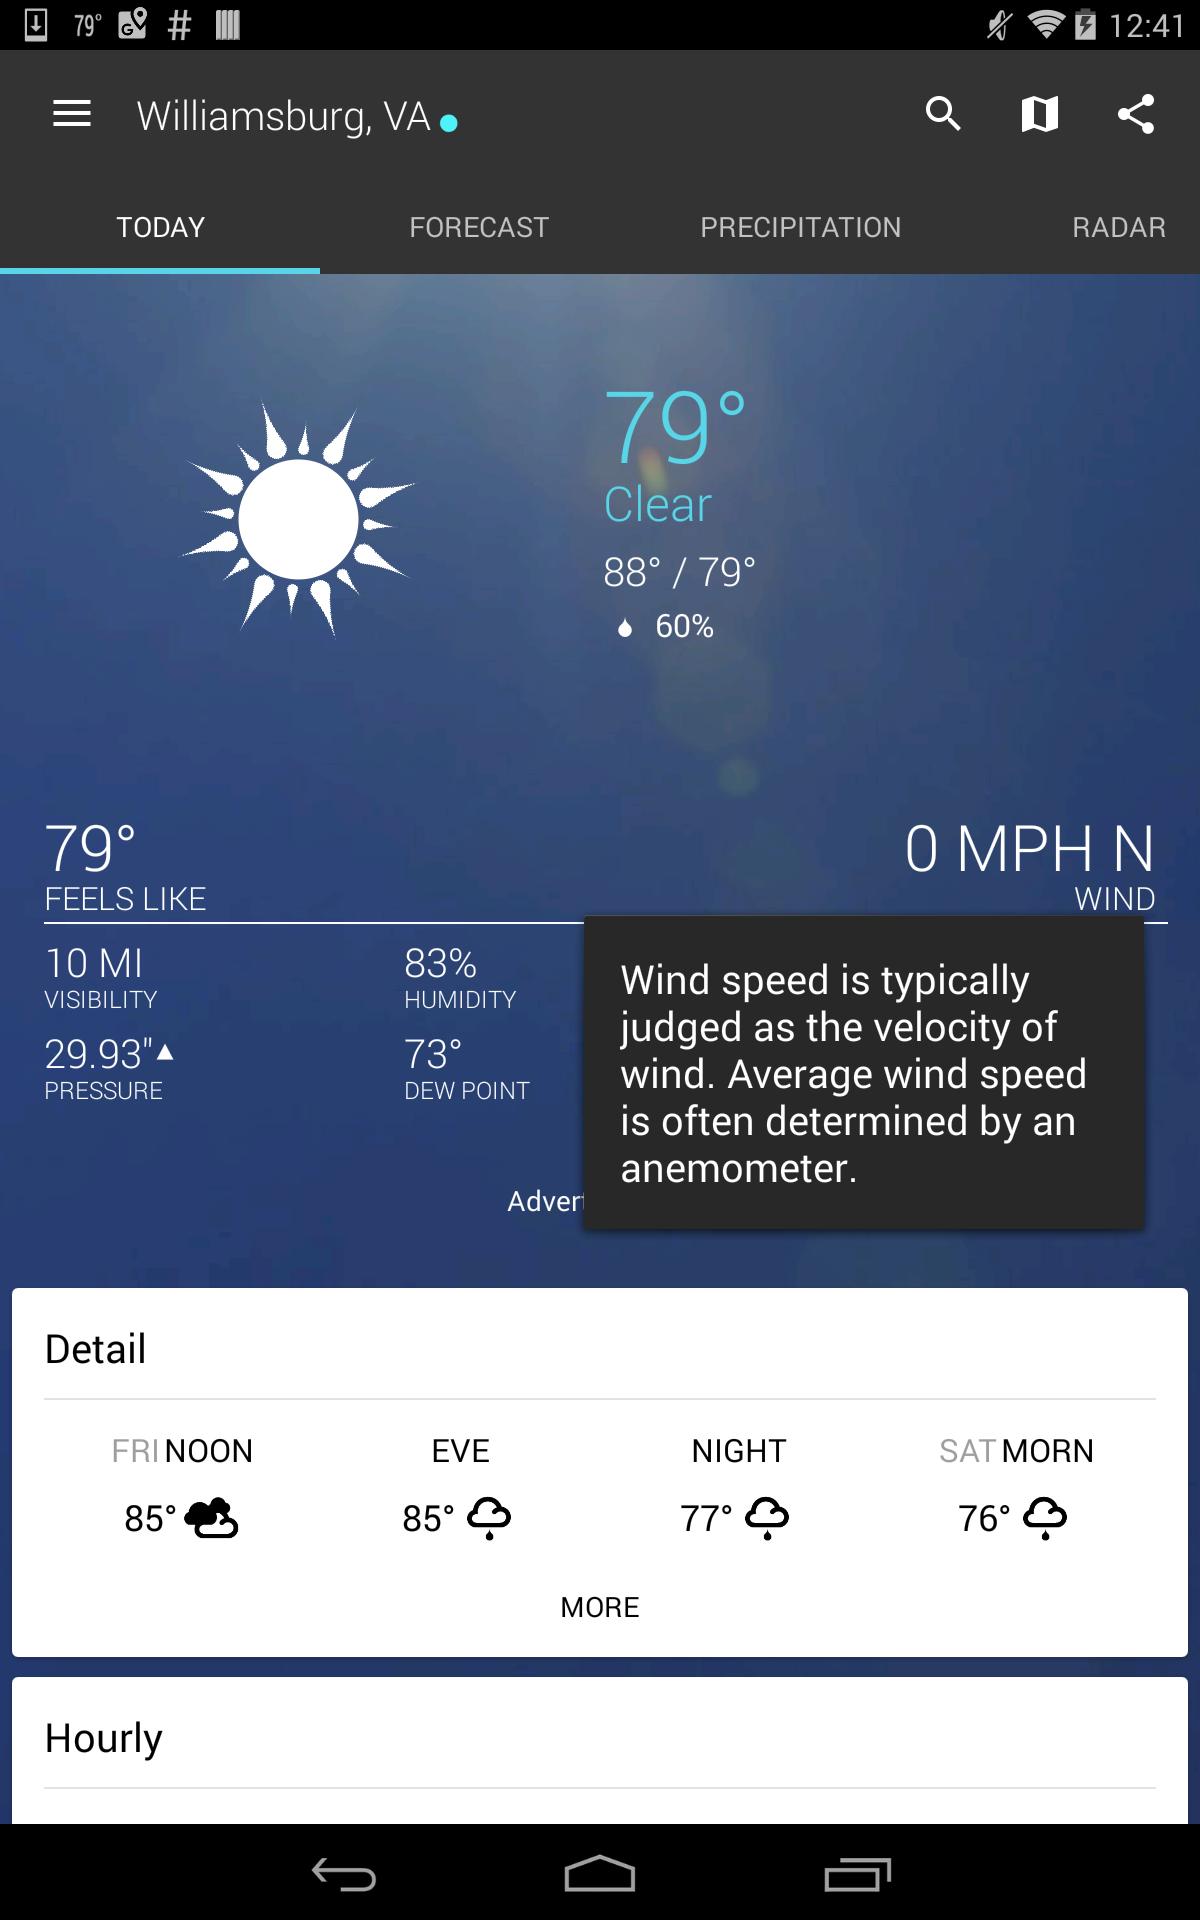 79° # 12:41
Williamsburg, VA
TODAY FORECAST PRECIPITATION RADAR
79°
Clear
88° / 79°
60%
79° 0 MPH N
FEELS LIKE WIND
10 MI 83%
VISIBILITY HUMIDITY
29.93"▲ 73°
PRESSURE DEW POINT
Wind speed is typically
judged as the velocity of
wind. Average wind speed
is often determined by an
anemometer.
Detail
FRI NOON EVE NIGHT SAT MORN
85° 85° 77° 76°
MORE
Hourly